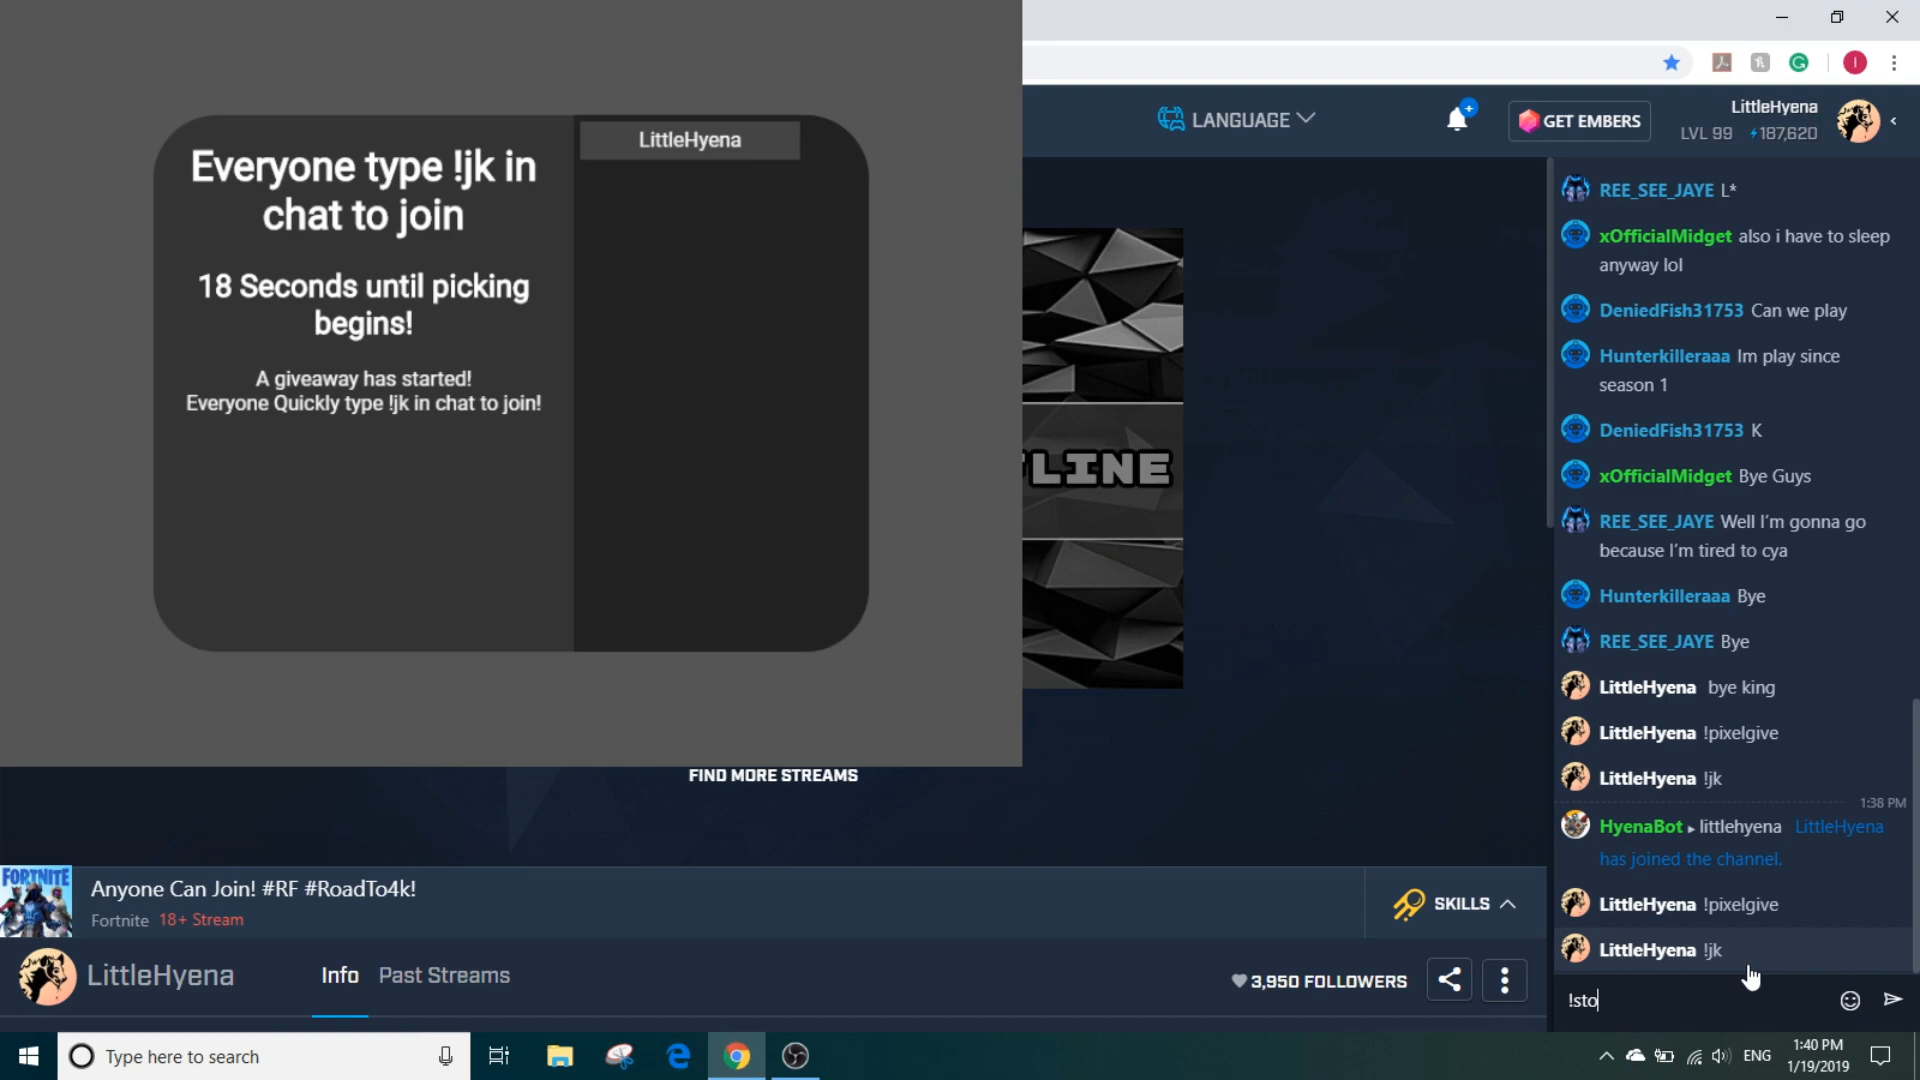 Everyone type !jk in
chat to join
18 Seconds until picking
begins!
A giveaway has started!
Everyone Quickly type !jk in chat to join!
LittleHyena
LANGUAGE
GET EMBERS
LittleHyena
LVL 99 187,620
REE_SEE_JAYE L*
xOfficialMidget also i have to sleep
anyway lol
DeniedFish31753 Can we play
Hunterkilleraaa Im play since
season 1
DeniedFish31753 K
xOfficialMidget Bye Guys
REE_SEE_JAYE Well I'm gonna go
because I'm tired to cya
Hunterkilleraaa Bye
REE_SEE_JAYE Bye
LittleHyena bye king
LittleHyena !pixelgive
LittleHyena !jk
1:38 PM
HyenaBot ▸ littlehyena LittleHyena
has joined the channel.
LittleHyena !pixelgive
LittleHyena !jk
!sto
LINE
FIND MORE STREAMS
FORTNITE
Anyone Can Join! #RF #RoadTo4k!
Fortnite 18+ Stream
SKILLS
LittleHyena
Info Past Streams
3,950 FOLLOWERS
Type here to search
ENG
1:40 PM
1/19/2019